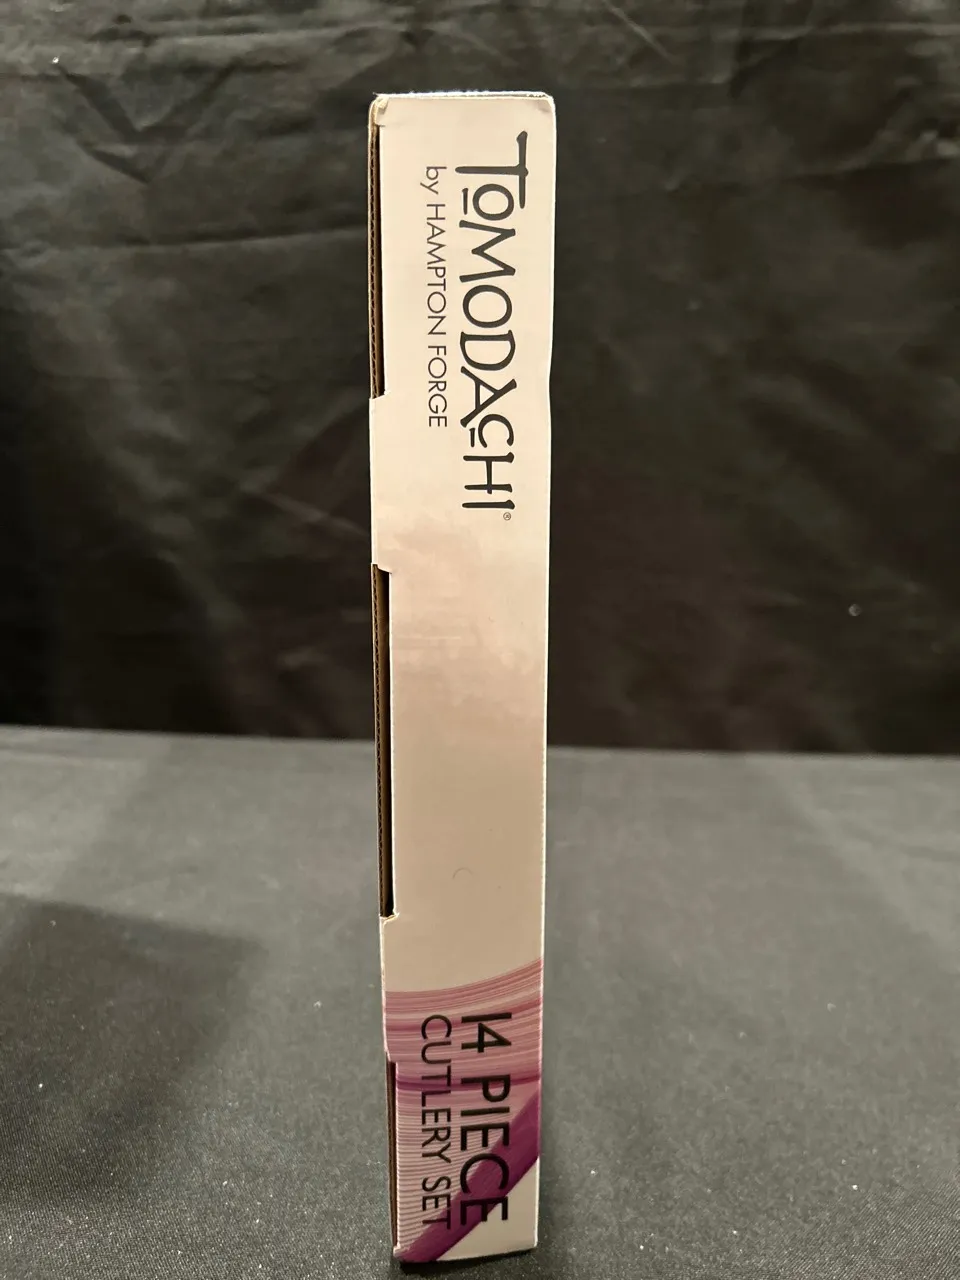 TOMODACHI®
by HAMPTON FORGE
14 PIECE
CUTLERY SET